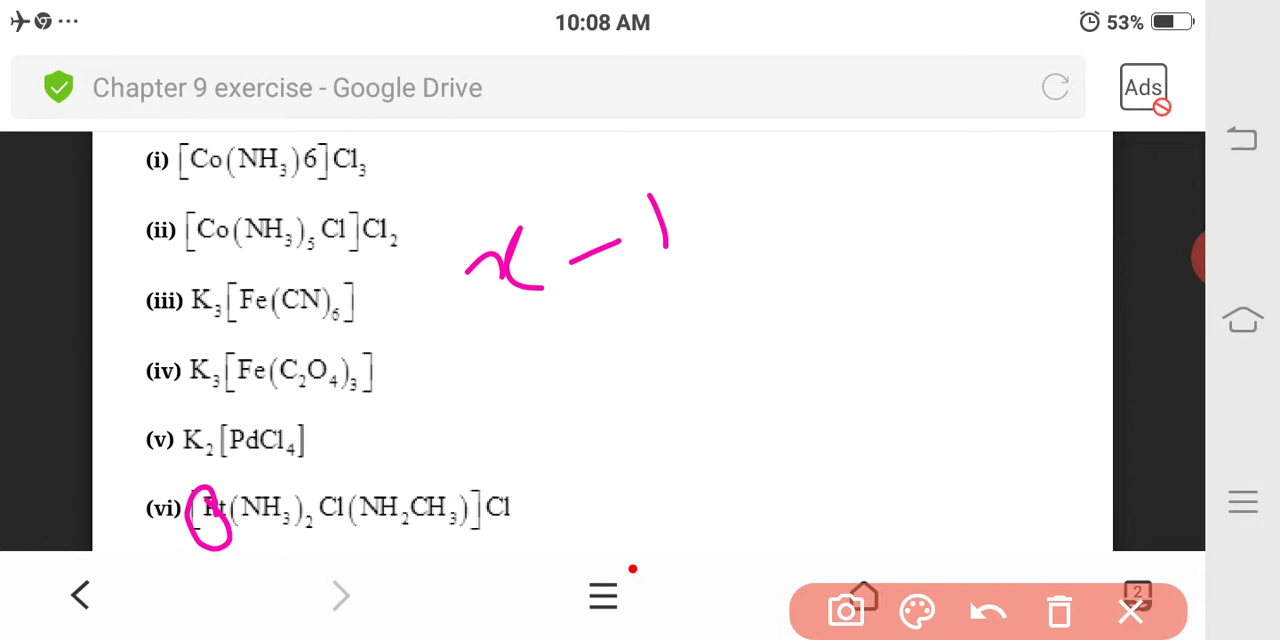 10:08 AM
53%
Chapter 9 exercise - Google Drive
Ads
(i) [Co(NH₃)6]Cl₃
(ii) [Co(NH₃)₅Cl]Cl₂
x - 1
(iii) K₃[Fe(CN)₆]
(iv) K₃[Fe(C₂O₄)₃]
(v) K₂[PdCl₄]
(vi) [Pt(NH₃)₂Cl(NH₂CH₃)]Cl
2